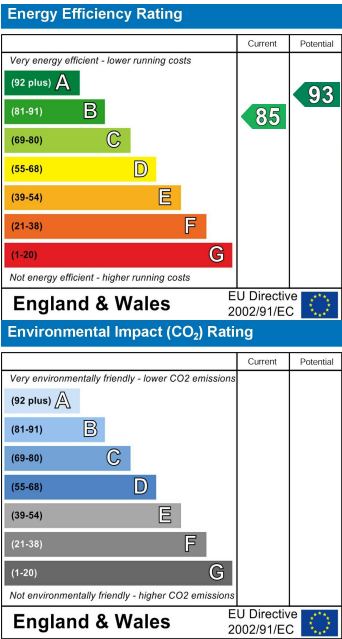 Energy Efficiency Rating
Current Potential
Very energy efficient - lower running costs
(92 plus) A
93
(81-91) B
85
(69-80) C
(55-68) D
(39-54) E
(21-38) F
(1-20) G
Not energy efficient - higher running costs
England & Wales
EU Directive
2002/91/EC
Environmental Impact (CO2) Rating
Current Potential
Very environmentally friendly - lower CO2 emissions
(92 plus) A
(81-91) B
(69-80) C
(55-68) D
(39-54) E
(21-38) F
(1-20) G
Not environmentally friendly - higher CO2 emissions
England & Wales
EU Directive
2002/91/EC